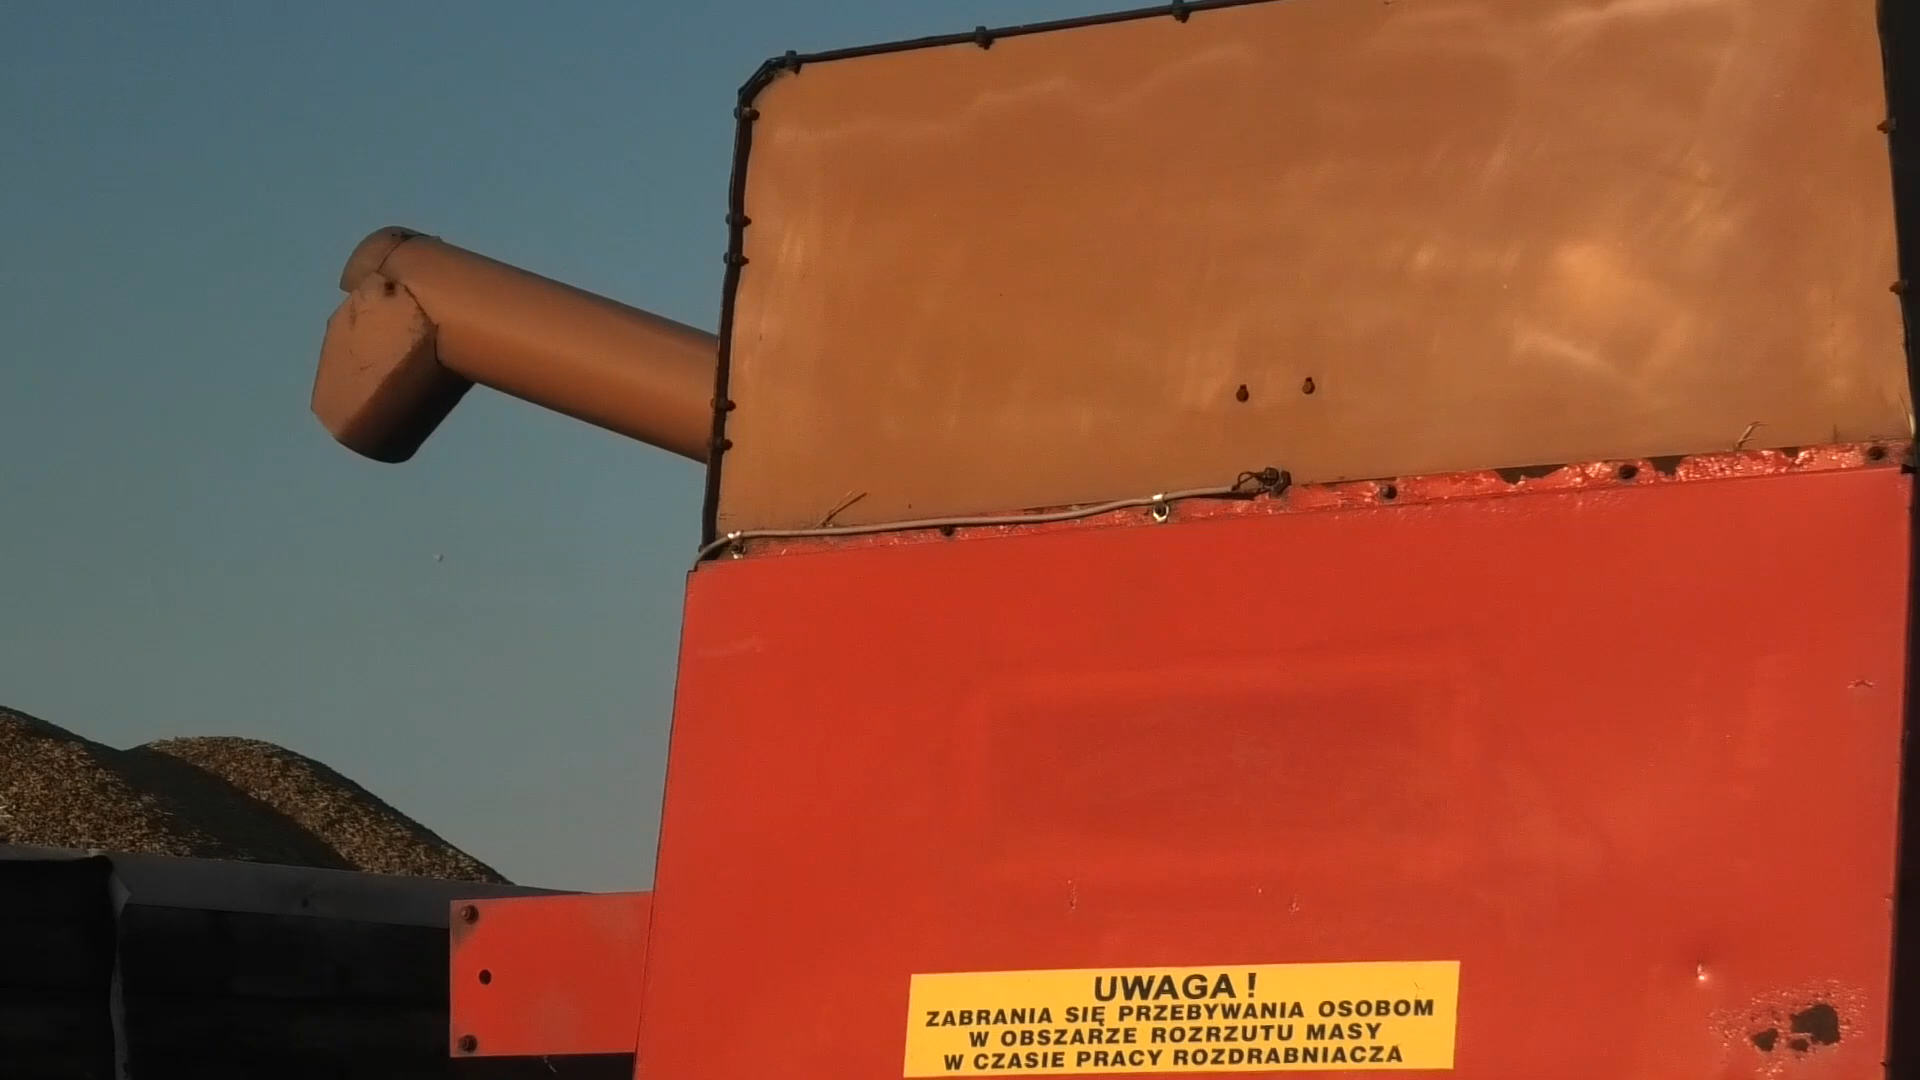 UWAGA !
ZABRANIA SIĘ PRZEBYWANIA OSOBOM
W OBSZARZE ROZRZUTU MASY
W CZASIE PRACY ROZDRABNIACZA